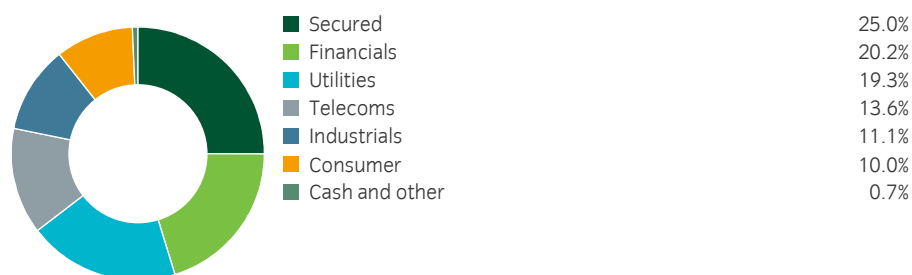 Secured 25.0%
Financials 20.2%
Utilities 19.3%
Telecoms 13.6%
Industrials 11.1%
Consumer 10.0%
Cash and other 0.7%